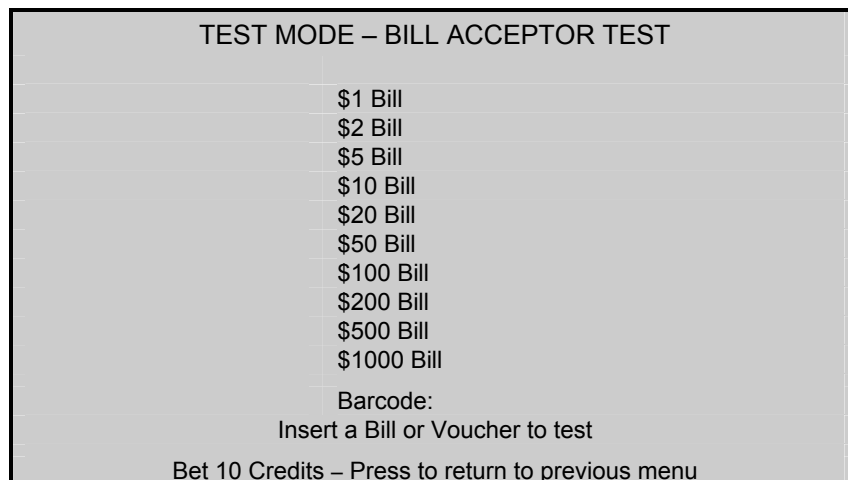 TEST MODE – BILL ACCEPTOR TEST
$1 Bill
$2 Bill
$5 Bill
$10 Bill
$20 Bill
$50 Bill
$100 Bill
$200 Bill
$500 Bill
$1000 Bill
Barcode:
Insert a Bill or Voucher to test
Bet 10 Credits – Press to return to previous menu